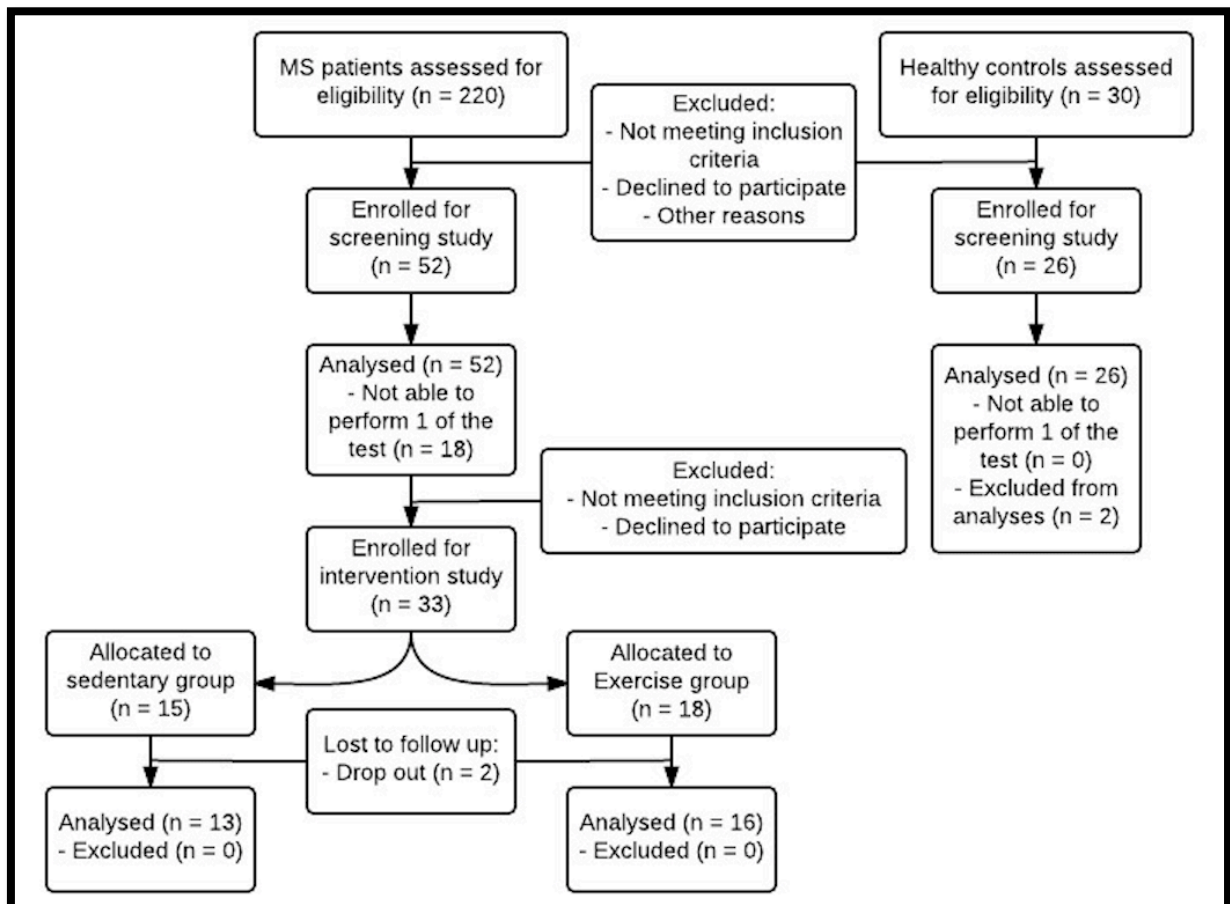 MS patients assessed for
eligibility (n = 220)
Healthy controls assessed
for eligibility (n = 30)
Excluded:
- Not meeting inclusion
criteria
- Declined to participate
- Other reasons
Enrolled for
screening study
(n = 52)
Enrolled for
screening study
(n = 26)
Analysed (n = 52)
- Not able to
perform 1 of the
test (n = 18)
Analysed (n = 26)
- Not able to
perform 1 of the
test (n = 0)
- Excluded from
analyses (n = 2)
Excluded:
- Not meeting inclusion criteria
- Declined to participate
Enrolled for
intervention study
(n = 33)
Allocated to
sedentary group
(n = 15)
Allocated to
Exercise group
(n = 18)
Lost to follow up:
- Drop out (n = 2)
Analysed (n = 13)
- Excluded (n = 0)
Analysed (n = 16)
- Excluded (n = 0)